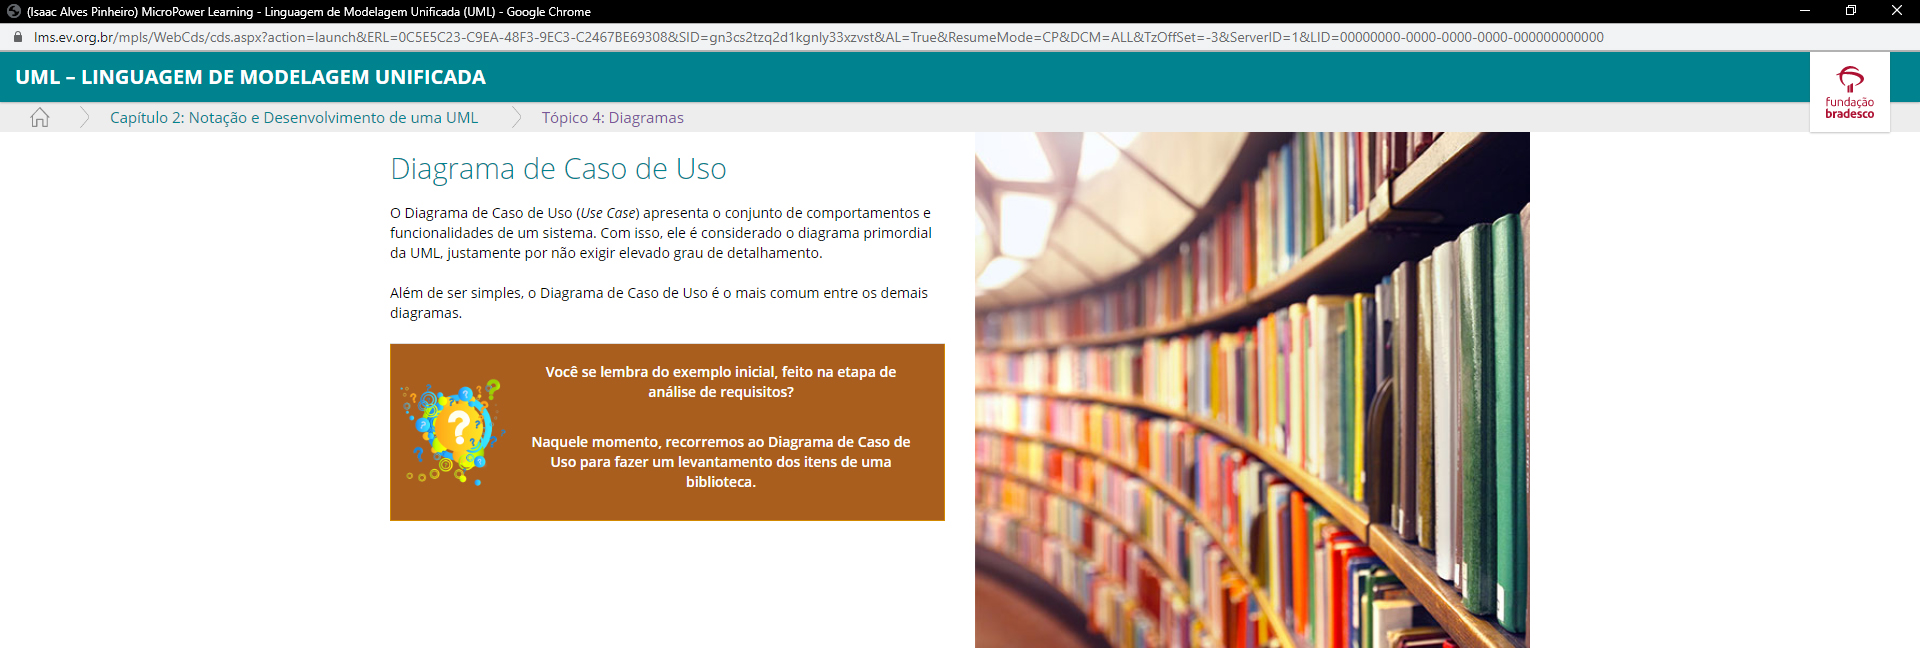 (Isaac Alves Pinheiro) MicroPower Learning - Linguagem de Modelagem Unificada (UML) - Google Chrome
lms.ev.org.br/mpls/WebCds/cds.aspx?action=launch&ERL=0C5E5C23-C9EA-48F3-9EC3-C2467BE69308&SID=gn3cs2tzq2d1kgnly33xzvst&AL=True&ResumeMode=CP&DCM=ALL&TzOffSet=-3&ServerID=1&LID=00000000-0000-0000-0000-000000000000
UML – LINGUAGEM DE MODELAGEM UNIFICADA
fundação
bradesco
Capítulo 2: Notação e Desenvolvimento de uma UML
Tópico 4: Diagramas
Diagrama de Caso de Uso
O Diagrama de Caso de Uso (Use Case) apresenta o conjunto de comportamentos e
funcionalidades de um sistema. Com isso, ele é considerado o diagrama primordial
da UML, justamente por não exigir elevado grau de detalhamento.
Além de ser simples, o Diagrama de Caso de Uso é o mais comum entre os demais
diagramas.
Você se lembra do exemplo inicial, feito na etapa de
análise de requisitos?
Naquele momento, recorremos ao Diagrama de Caso de
Uso para fazer um levantamento dos itens de uma
biblioteca.